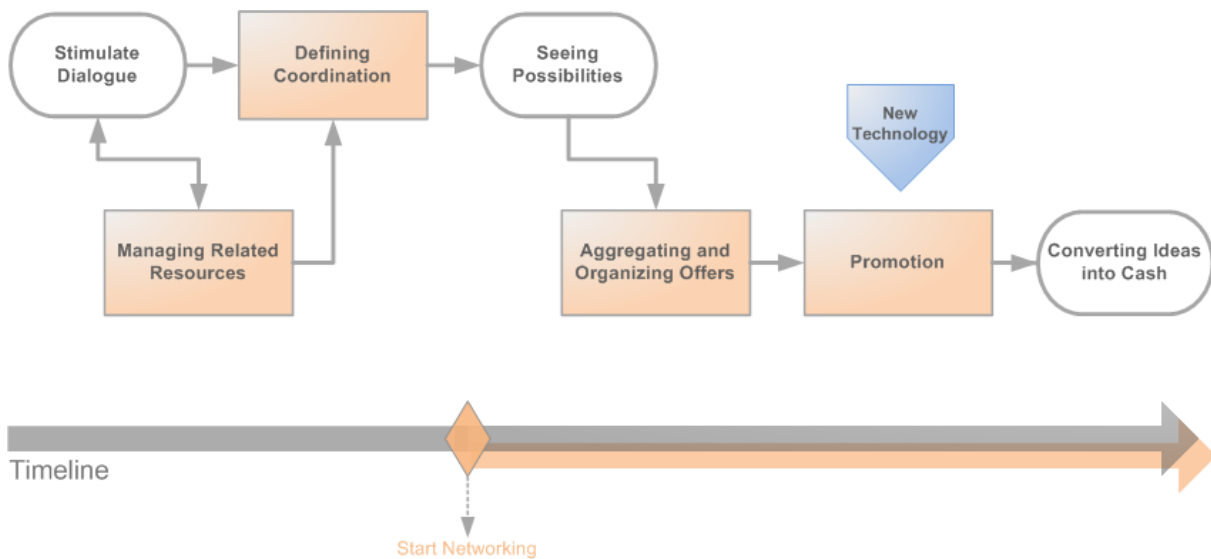 Stimulate
Dialogue
Defining
Coordination
Seeing
Possibilities
New
Technology
Managing Related
Resources
Aggregating and
Organizing Offers
Promotion
Converting Ideas
into Cash
Timeline
Start Networking